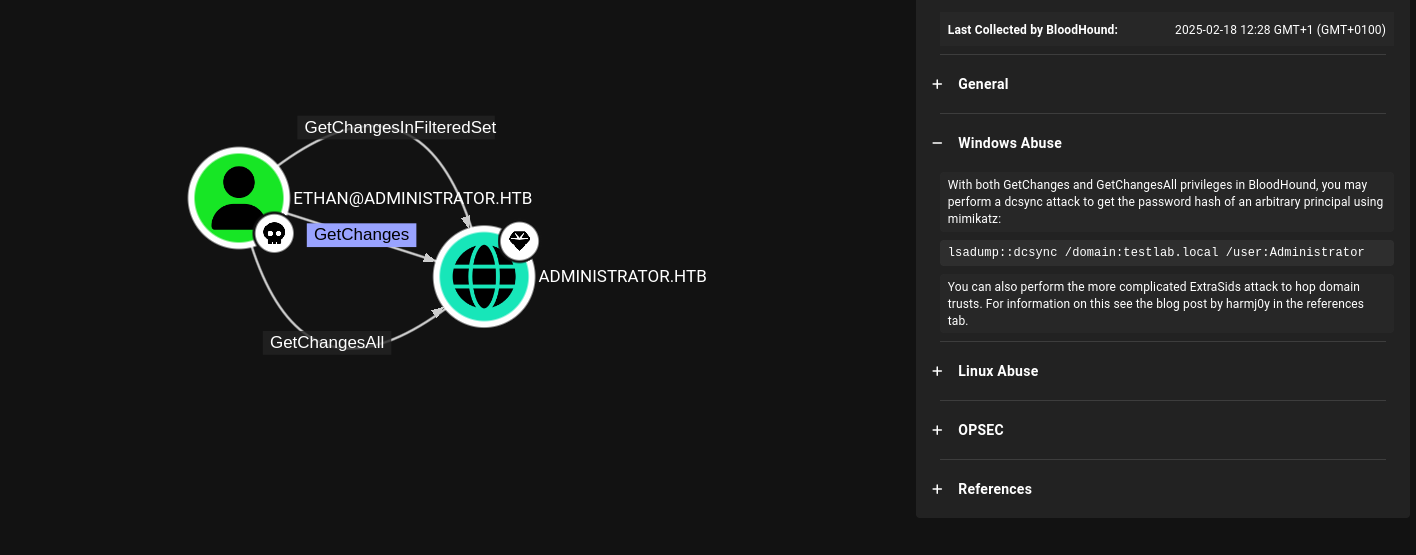 GetChangesInFilteredSet
ETHAN@ADMINISTRATOR.HTB
GetChanges
ADMINISTRATOR.HTB
GetChangesAll
Last Collected by BloodHound: 2025-02-18 12:28 GMT+1 (GMT+0100)
+ General
− Windows Abuse
With both GetChanges and GetChangesAll privileges in BloodHound, you may
perform a dcsync attack to get the password hash of an arbitrary principal using
mimikatz:
lsadump::dcsync /domain:testlab.local /user:Administrator
You can also perform the more complicated ExtraSids attack to hop domain
trusts. For information on this see the blog post by harmj0y in the references
tab.
+ Linux Abuse
+ OPSEC
+ References